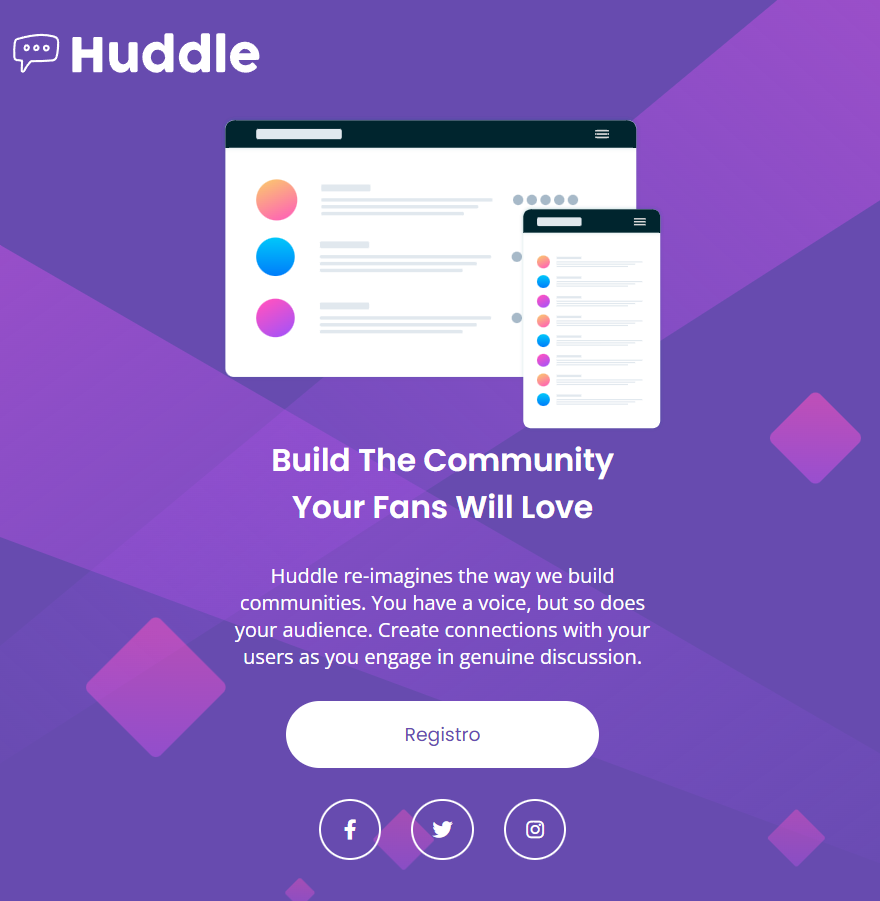 Huddle
Build The Community
Your Fans Will Love
Huddle re-imagines the way we build
communities. You have a voice, but so does
your audience. Create connections with your
users as you engage in genuine discussion.
Registro